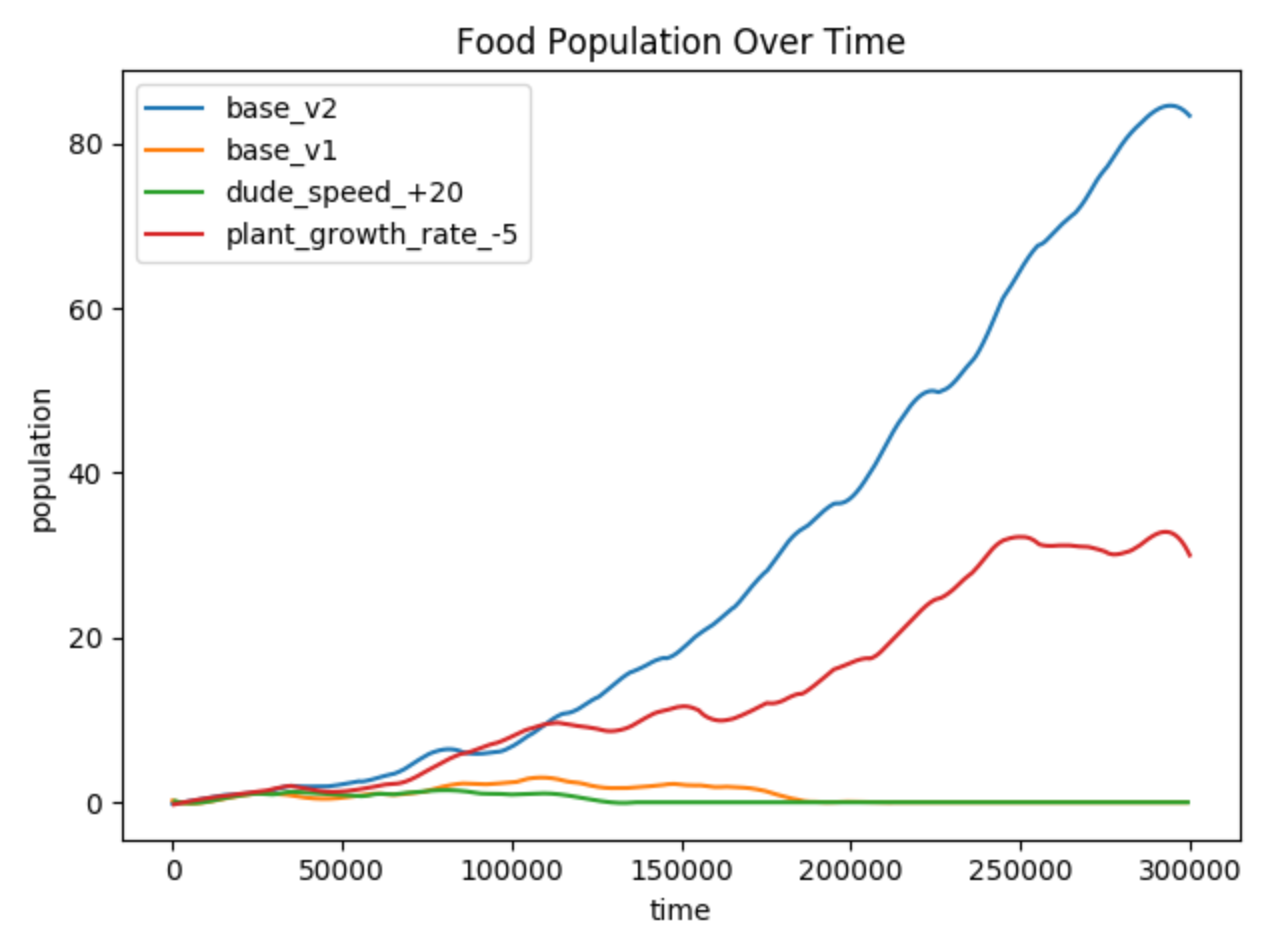 Food Population Over Time
base_v2
base_v1
dude_speed_+20
plant_growth_rate_-5
80
60
40
20
0
population
0 50000 100000 150000 200000 250000 300000
time